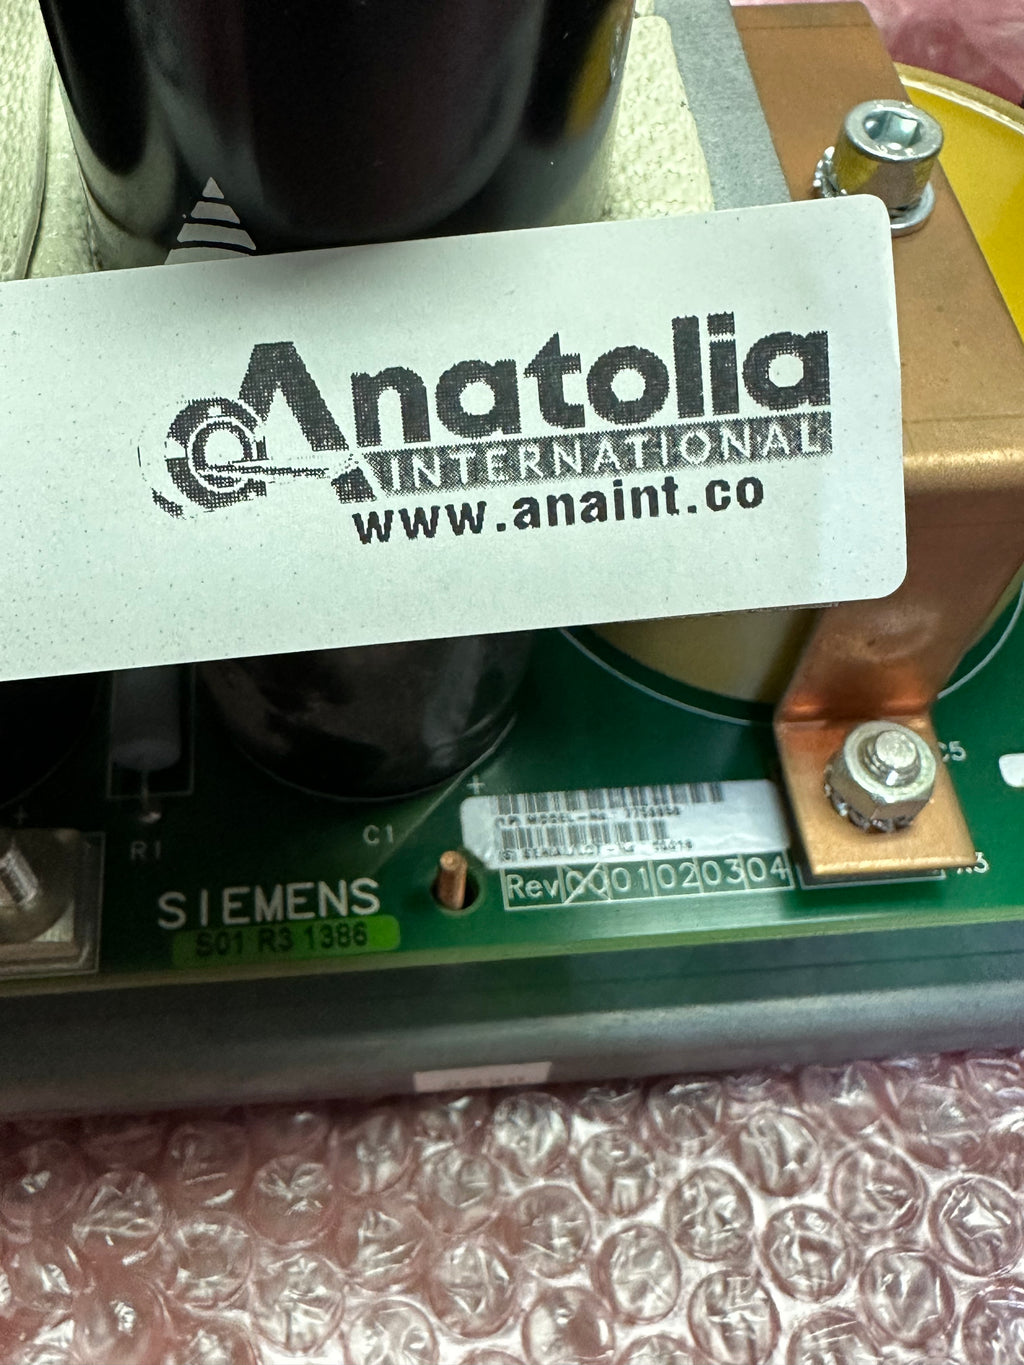 Anatolia
INTERNATIONAL
www.anaint.co
C5
+
C1
R1
SIEMENS
S01 R3 1386
Rev 00 01 02 03 04